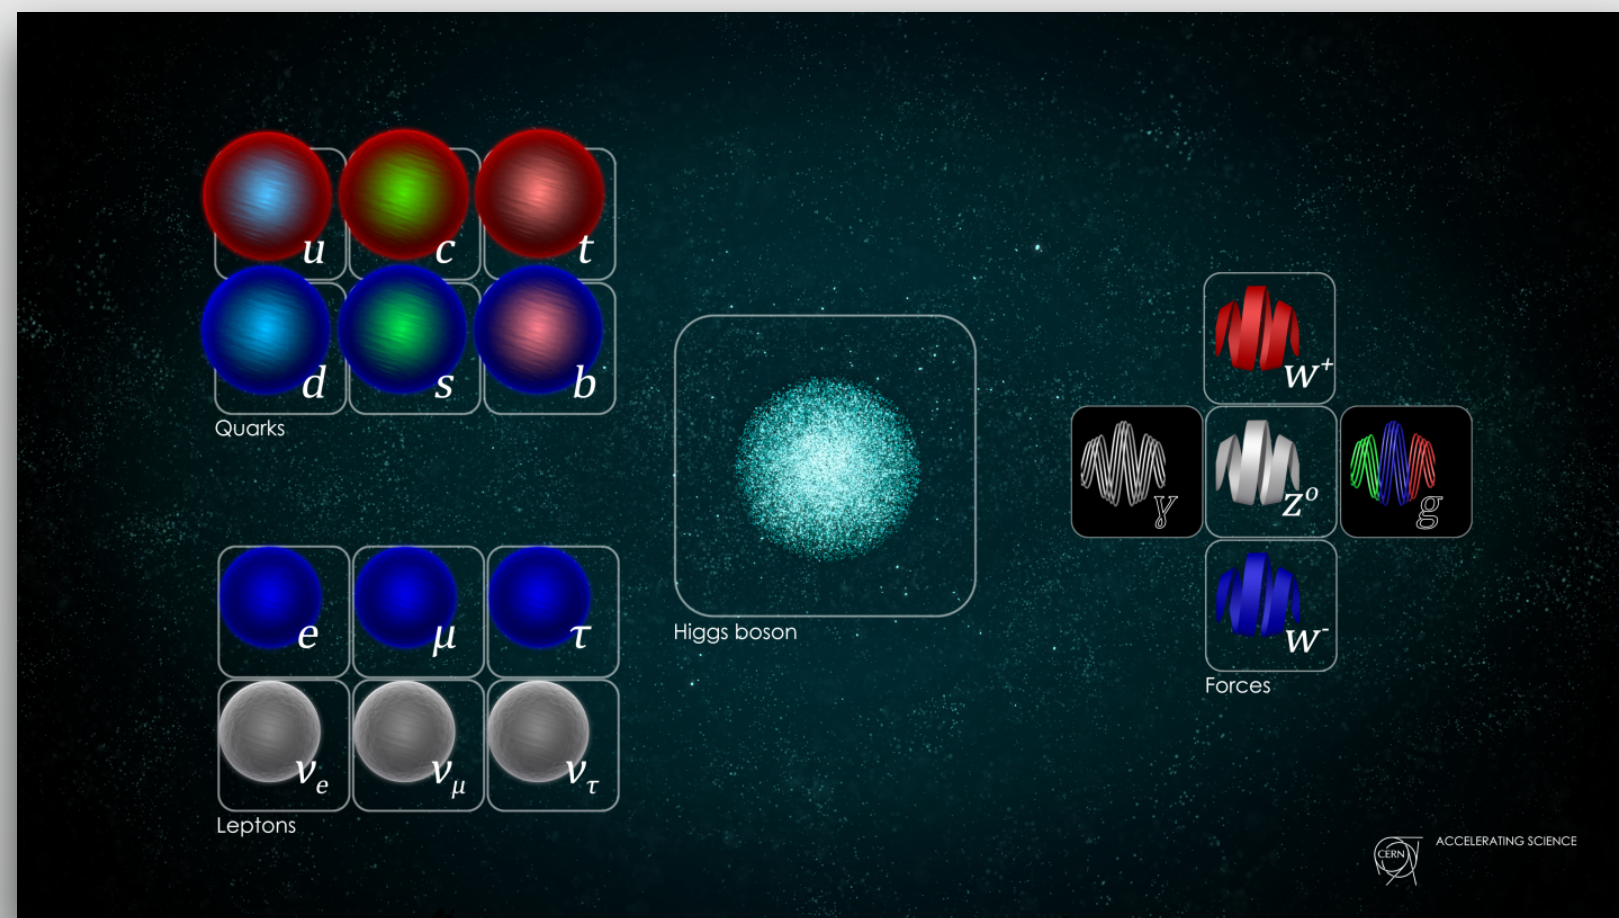 u c t
d s b
Quarks
e μ τ
νe νμ ντ
Leptons
Higgs boson
W+
γ Z0 g
W-
Forces
CERN
ACCELERATING SCIENCE